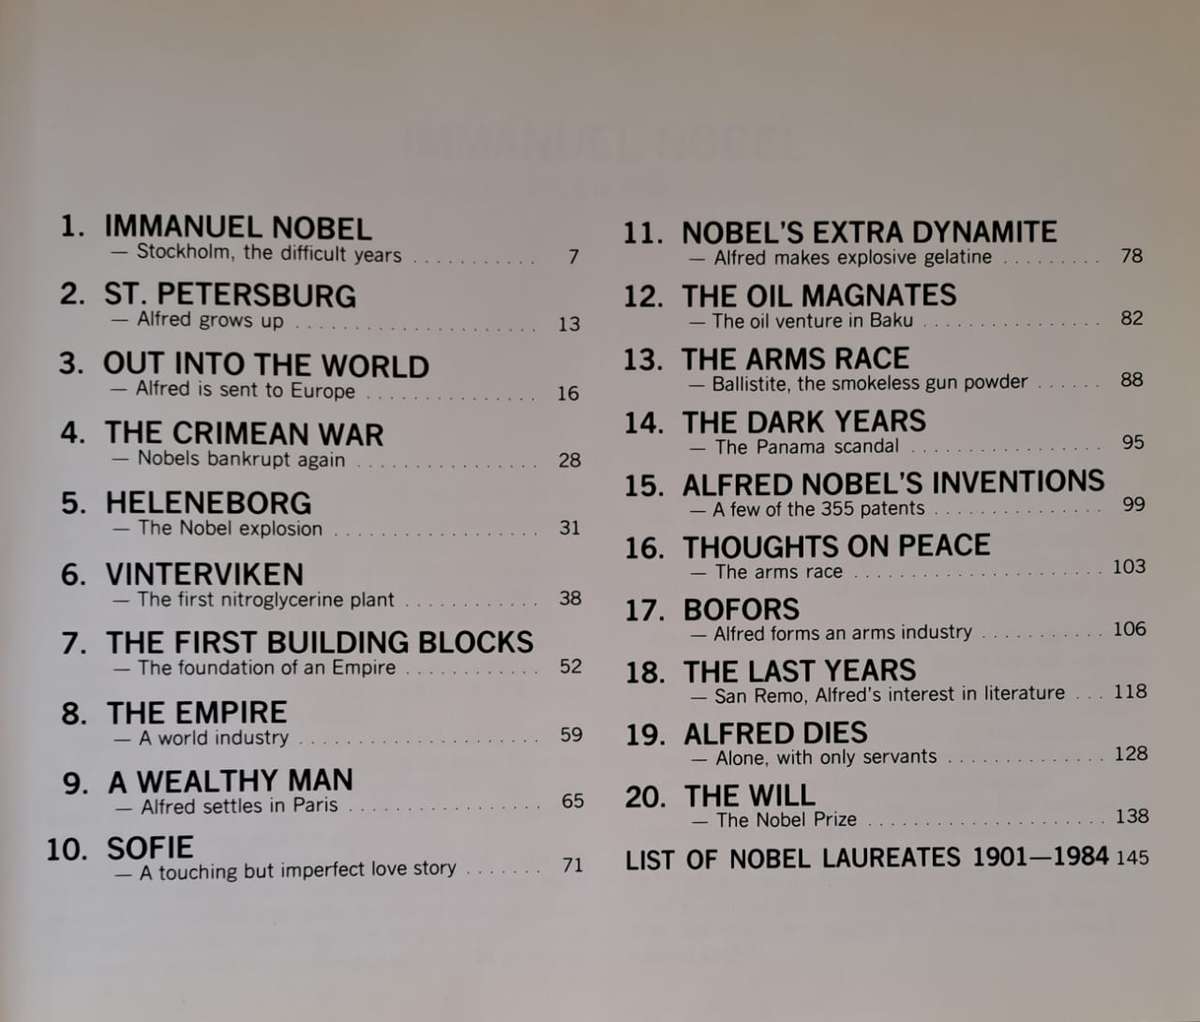 1. IMMANUEL NOBEL
— Stockholm, the difficult years . . . . . . . . . . . 7
2. ST. PETERSBURG
— Alfred grows up . . . . . . . . . . . . . . . . . . . . . 13
3. OUT INTO THE WORLD
— Alfred is sent to Europe . . . . . . . . . . . . . . . 16
4. THE CRIMEAN WAR
— Nobels bankrupt again . . . . . . . . . . . . . . . . 28
5. HELENEBORG
— The Nobel explosion . . . . . . . . . . . . . . . . . . 31
6. VINTERVIKEN
— The first nitroglycerine plant . . . . . . . . . . . . 38
7. THE FIRST BUILDING BLOCKS
— The foundation of an Empire . . . . . . . . . . . . 52
8. THE EMPIRE
— A world industry . . . . . . . . . . . . . . . . . . . . . 59
9. A WEALTHY MAN
— Alfred settles in Paris . . . . . . . . . . . . . . . . . 65
10. SOFIE
— A touching but imperfect love story . . . . . . . 71
11. NOBEL'S EXTRA DYNAMITE
— Alfred makes explosive gelatine . . . . . . . . . 78
12. THE OIL MAGNATES
— The oil venture in Baku . . . . . . . . . . . . . . . . 82
13. THE ARMS RACE
— Ballistite, the smokeless gun powder . . . . . . 88
14. THE DARK YEARS
— The Panama scandal . . . . . . . . . . . . . . . . . 95
15. ALFRED NOBEL'S INVENTIONS
— A few of the 355 patents . . . . . . . . . . . . . . . 99
16. THOUGHTS ON PEACE
— The arms race . . . . . . . . . . . . . . . . . . . . . . 103
17. BOFORS
— Alfred forms an arms industry . . . . . . . . . . . 106
18. THE LAST YEARS
— San Remo, Alfred's interest in literature . . . 118
19. ALFRED DIES
— Alone, with only servants . . . . . . . . . . . . . . 128
20. THE WILL
— The Nobel Prize . . . . . . . . . . . . . . . . . . . . . 138
LIST OF NOBEL LAUREATES 1901—1984 145